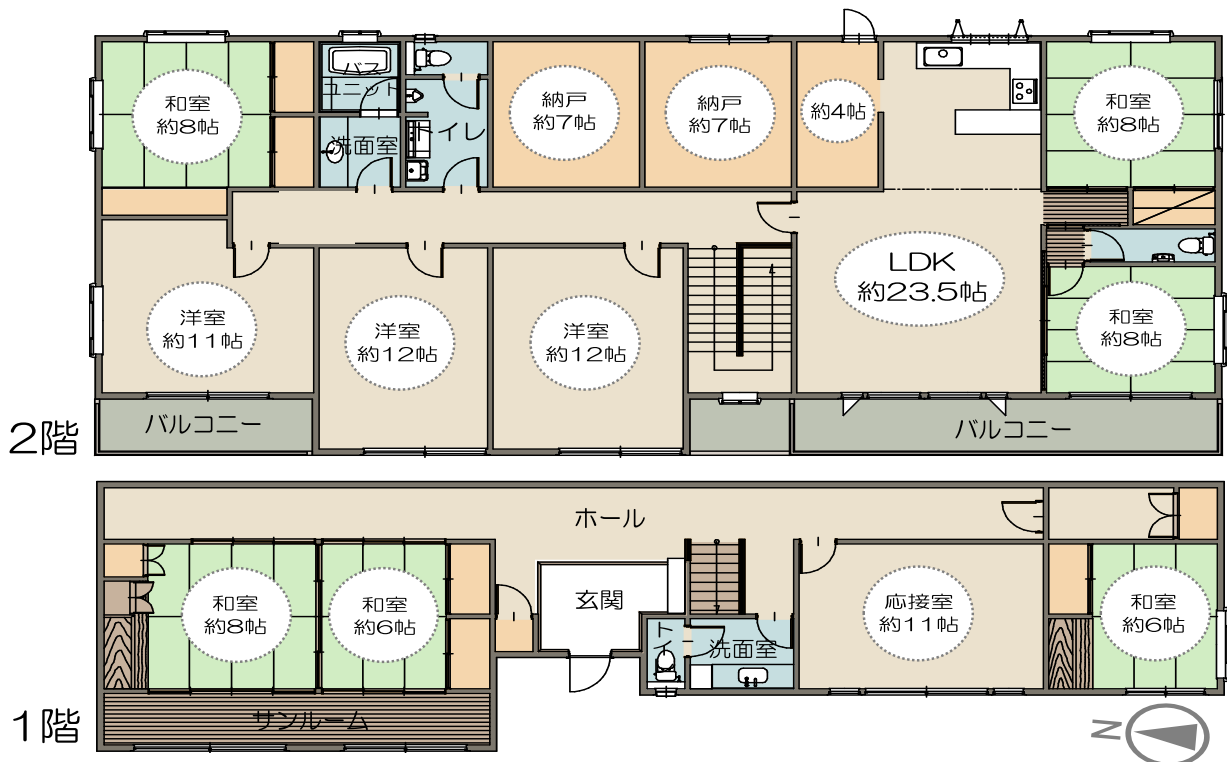 和室
約8帖
バス
ユニット
洗面室
トイレ
納戸
約7帖
納戸
約7帖
約4帖
和室
約8帖
LDK
約23.5帖
洋室
約11帖
洋室
約12帖
洋室
約12帖
和室
約8帖
バルコニー
バルコニー
2階
ホール
和室
約8帖
和室
約6帖
玄関
トイレ
洗面室
応接室
約11帖
和室
約6帖
サンルーム
1階
N